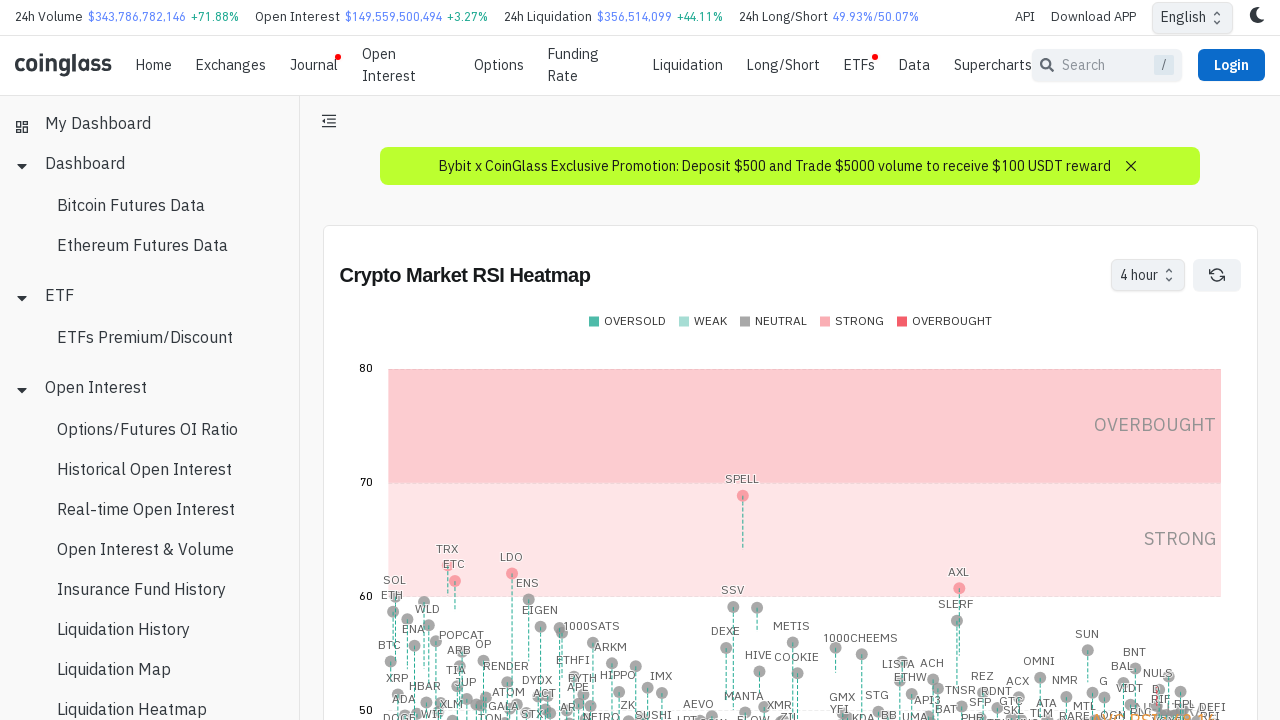 24h Volume $343,786,782,146 +71.88% Open Interest $149,559,500,494 +3.27% 24h Liquidation $356,514,099 +44.11% 24h Long/Short 49.93%/50.07% API Download APP English
coinglass Home Exchanges Journal Open Interest Options Funding Rate Liquidation Long/Short ETFs Data Supercharts Search / Login
My Dashboard
Dashboard
Bitcoin Futures Data
Ethereum Futures Data
ETF
ETFs Premium/Discount
Open Interest
Options/Futures OI Ratio
Historical Open Interest
Real-time Open Interest
Open Interest & Volume
Insurance Fund History
Liquidation History
Liquidation Map
Liquidation Heatmap
Bybit x CoinGlass Exclusive Promotion: Deposit $500 and Trade $5000 volume to receive $100 USDT reward
Crypto Market RSI Heatmap
4 hour
OVERSOLD WEAK NEUTRAL STRONG OVERBOUGHT
80
OVERBOUGHT
70
SPELL
STRONG
TRX
ETC
LDO
AXL
SOL
ENS
SSV
60
ETH
SLERF
WLD
EIGEN
ENA
1000SATS
DEXE
METIS
POPCAT
1000CHEEMS
SUN
BTC
ARB
OP
ARKM
HIVE
COOKIE
BNT
TIA
RENDER
ETHFI
LISTA
ACH
OMNI
BAL
XRP
JUP
DYDX
PYTH
HIPPO
IMX
ETHW
REZ
ACX
NMR
G
NULS
HBAR
ATOM
ACT
APE
MANTA
GMX
STG
TNSR
RDNT
VIDT
ADA
XLM
GALA
XMR
YFI
API3
SFP
GTC
ATA
MTL
50
WIF
STX
SUSHI
BAT
SKL
TLM
RARE
DEFI